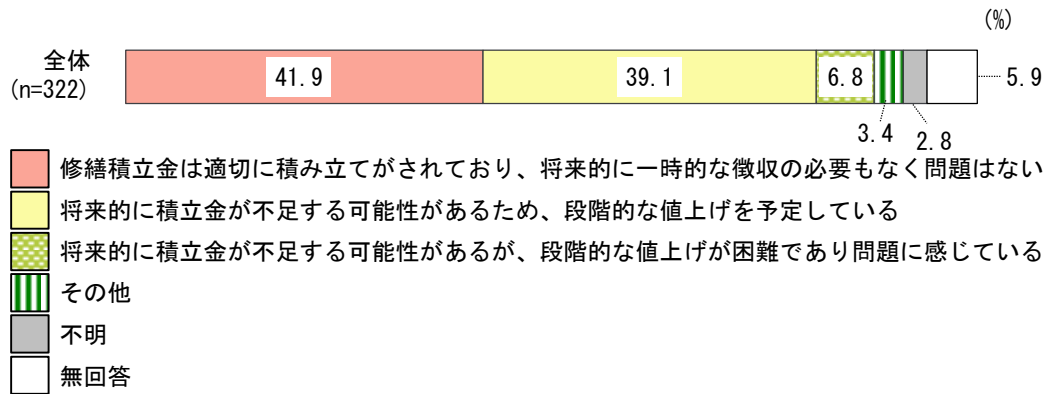 (%)
全体
(n=322)
41.9
39.1
6.8
5.9
3.4
2.8
修繕積立金は適切に積み立てがされており、将来的に一時的な徴収の必要もなく問題はない
将来的に積立金が不足する可能性があるため、段階的な値上げを予定している
将来的に積立金が不足する可能性があるが、段階的な値上げが困難であり問題に感じている
その他
不明
無回答